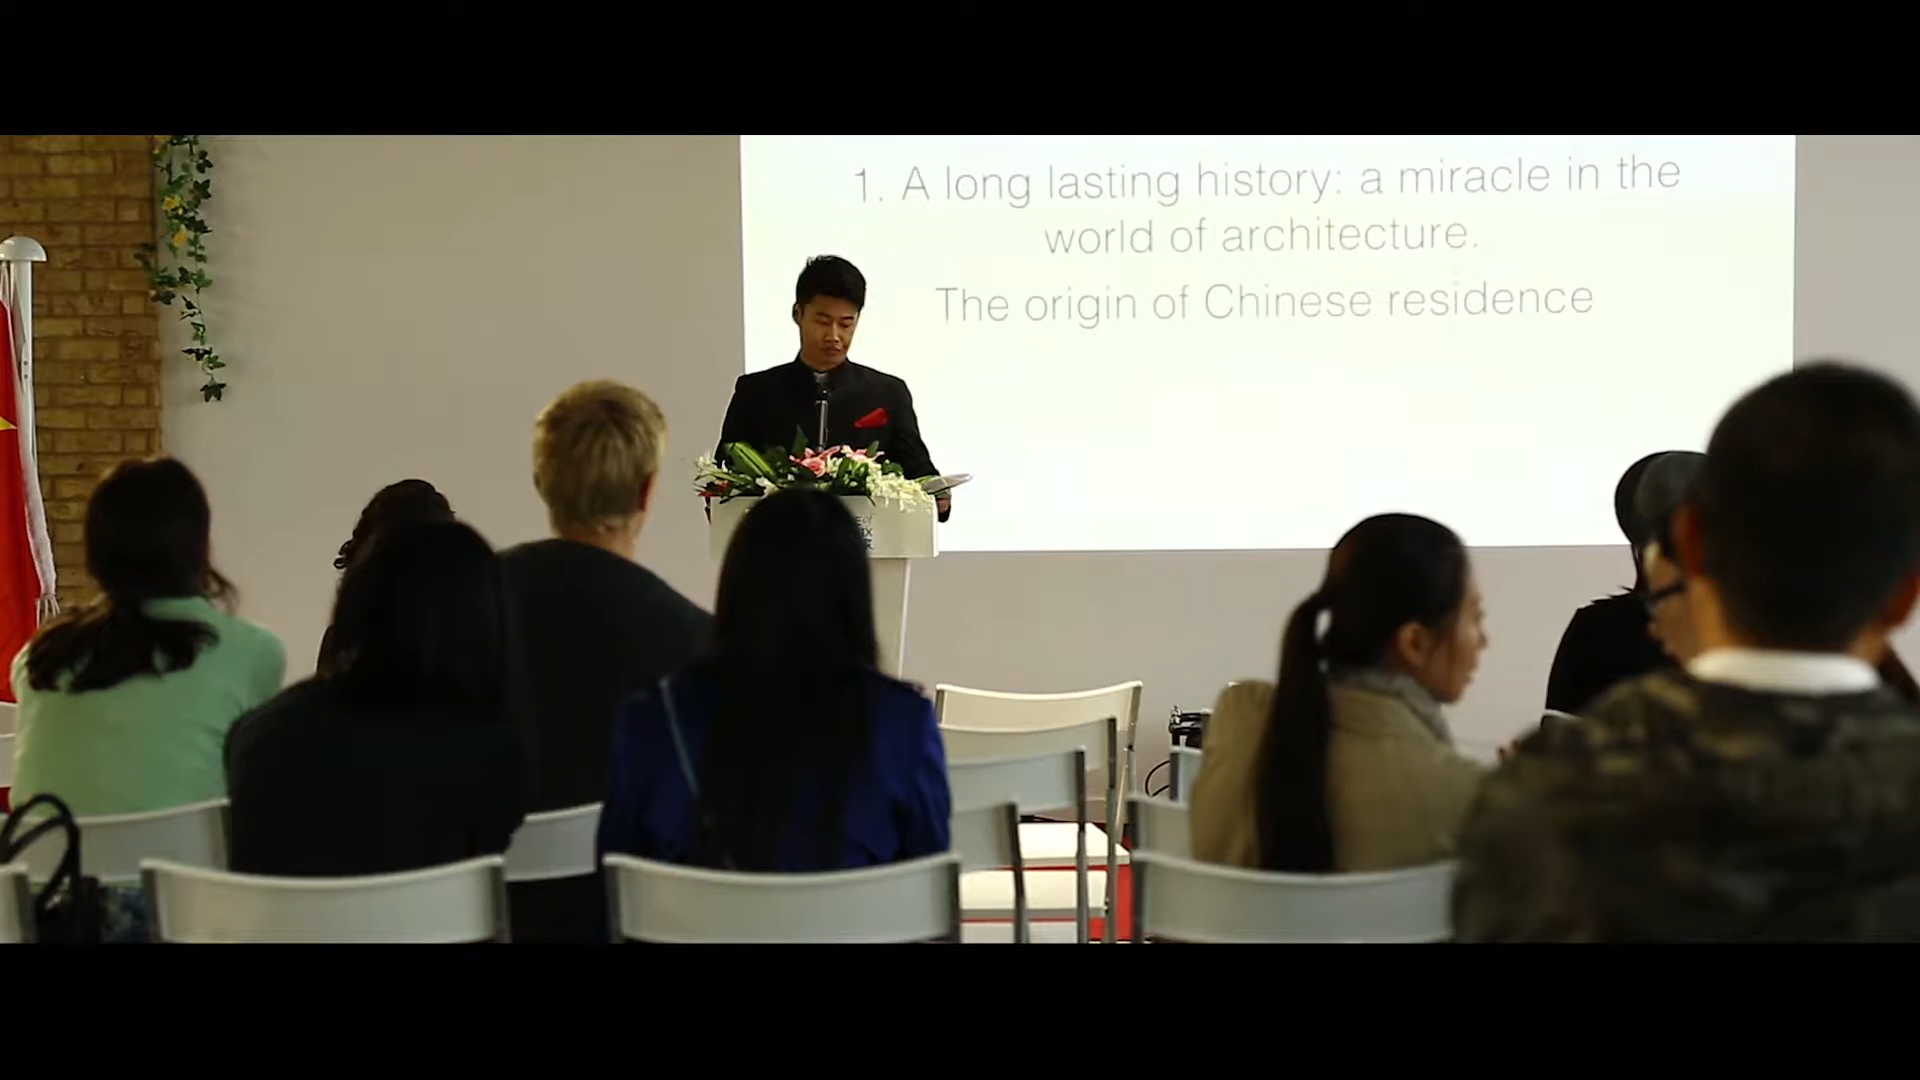 1. A long lasting history: a miracle in the
world of architecture.
The origin of Chinese residence